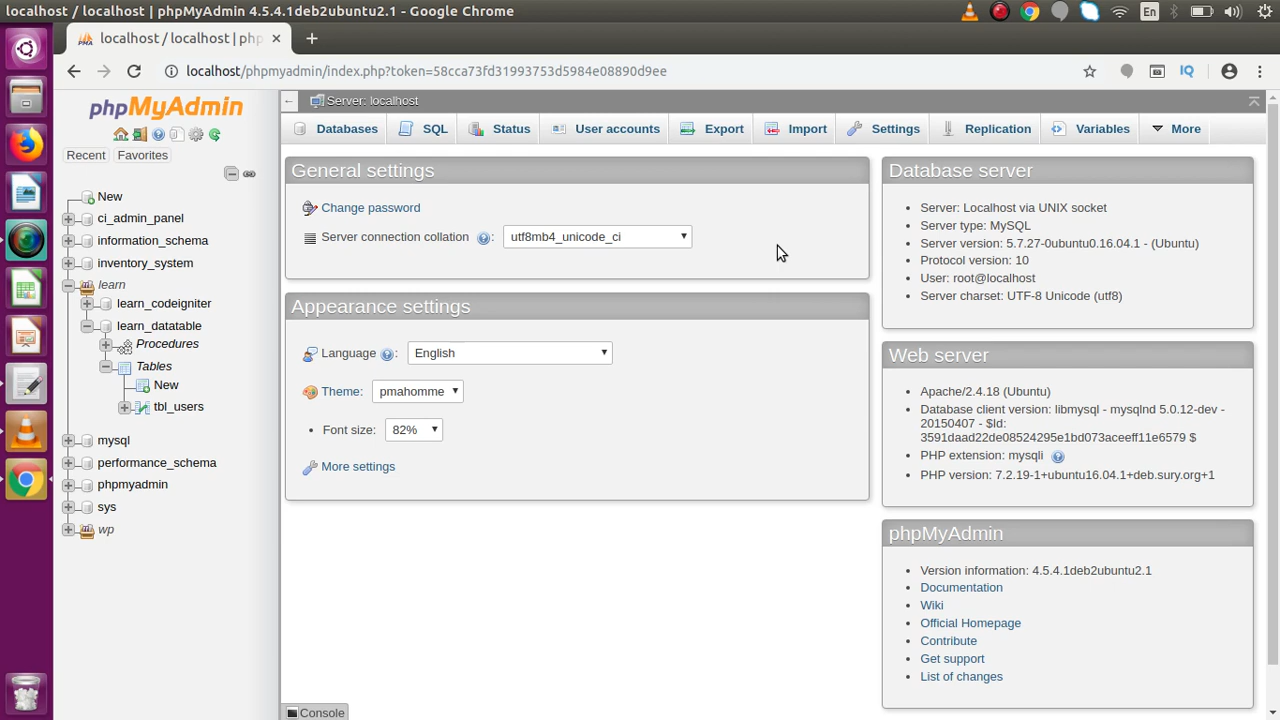 localhost / localhost | phpMyAdmin 4.5.4.1deb2ubuntu2.1 - Google Chrome
En
localhost / localhost | php
localhost/phpmyadmin/index.php?token=58cca73fd31993753d5984e08890d9ee
phpMyAdmin
Recent Favorites
New
ci_admin_panel
information_schema
inventory_system
learn
learn_codeigniter
learn_datatable
Procedures
Tables
New
tbl_users
mysql
performance_schema
phpmyadmin
sys
wp
Server: localhost
Databases SQL Status User accounts Export Import Settings Replication Variables More
General settings
Change password
Server connection collation : utf8mb4_unicode_ci
Appearance settings
Language : English
Theme: pmahomme
• Font size: 82%
More settings
Database server
• Server: Localhost via UNIX socket
• Server type: MySQL
• Server version: 5.7.27-0ubuntu0.16.04.1 - (Ubuntu)
• Protocol version: 10
• User: root@localhost
• Server charset: UTF-8 Unicode (utf8)
Web server
• Apache/2.4.18 (Ubuntu)
• Database client version: libmysql - mysqlnd 5.0.12-dev -
20150407 - $Id:
3591daad22de08524295e1bd073aceeff11e6579 $
• PHP extension: mysqli
• PHP version: 7.2.19-1+ubuntu16.04.1+deb.sury.org+1
phpMyAdmin
• Version information: 4.5.4.1deb2ubuntu2.1
• Documentation
• Wiki
• Official Homepage
• Contribute
• Get support
• List of changes
Console